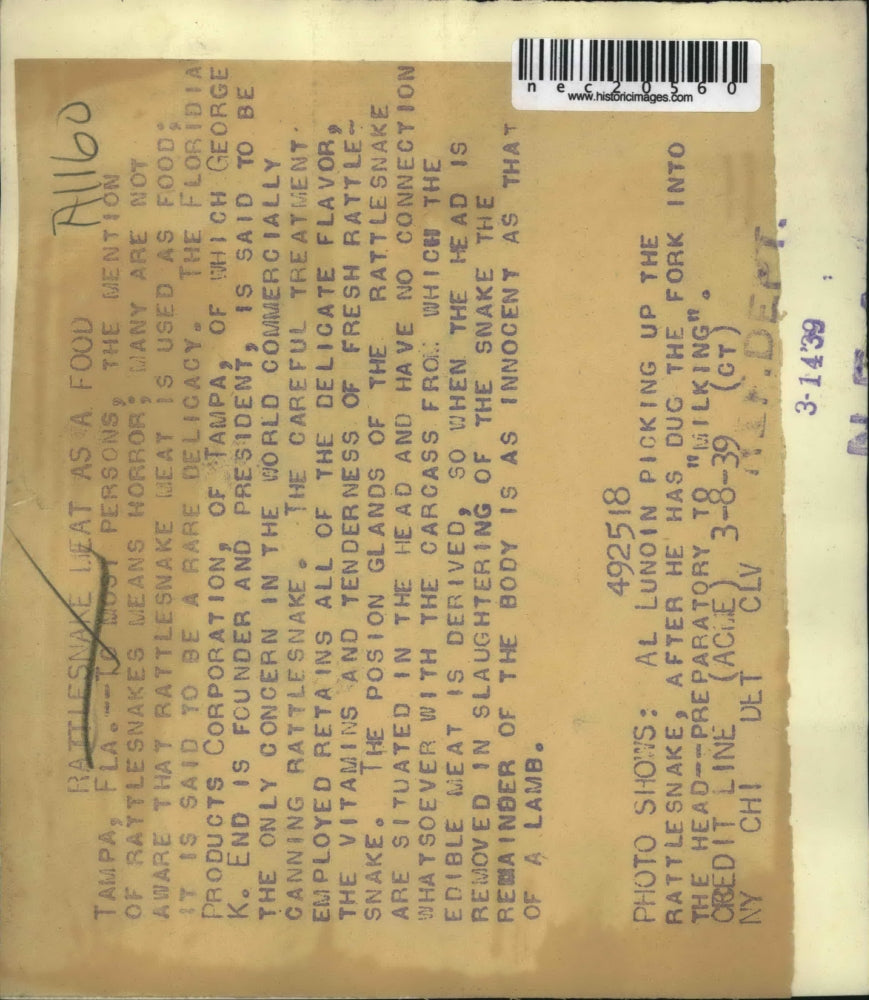 A1160
RATTLESNAKE MEAT AS A FOOD
TAMPA, FLA.--TO MOST PERSONS, THE MENTION
OF RATTLESNAKES MEANS HORROR; MANY ARE NOT
AWARE THAT RATTLESNAKE MEAT IS USED AS FOOD;
IT IS SAID TO BE A RARE DELICACY. THE FLORIDIA
PRODUCTS CORPORATION, OF TAMPA, OF WHICH GEORGE
K. END IS FOUNDER AND PRESIDENT, IS SAID TO BE
THE ONLY CONCERN IN THE WORLD COMMERCIALLY
CANNING RATTLESNAKE. THE CAREFUL TREATMENT.
EMPLOYED RETAINS ALL OF THE DELICATE FLAVOR,
THE VITAMINS AND TENDERNESS OF FRESH RATTLE-
SNAKE. THE POSION GLANDS OF THE RATTLESNAKE
ARE SITUATED IN THE HEAD AND HAVE NO CONNECTION
WHATSOEVER WITH THE CARCASS FROM WHICH THE
EDIBLE MEAT IS DERIVED, SO WHEN THE HEAD IS
REMOVED IN SLAUGHTERING OF THE SNAKE THE
REMAINDER OF THE BODY IS AS INNOCENT AS THAT
OF A LAMB.
492518
PHOTO SHOWS: AL LUNOIN PICKING UP THE
RATTLESNAKE, AFTER HE HAS DUG THE FORK INTO
THE HEAD--PREPARATORY TO "MILKING".
CREDIT LINE (ACME) 3-8-39 (CT)
NY CHI DET CLV
DEPT.
3-14'39
nec20560
www.historicimages.com